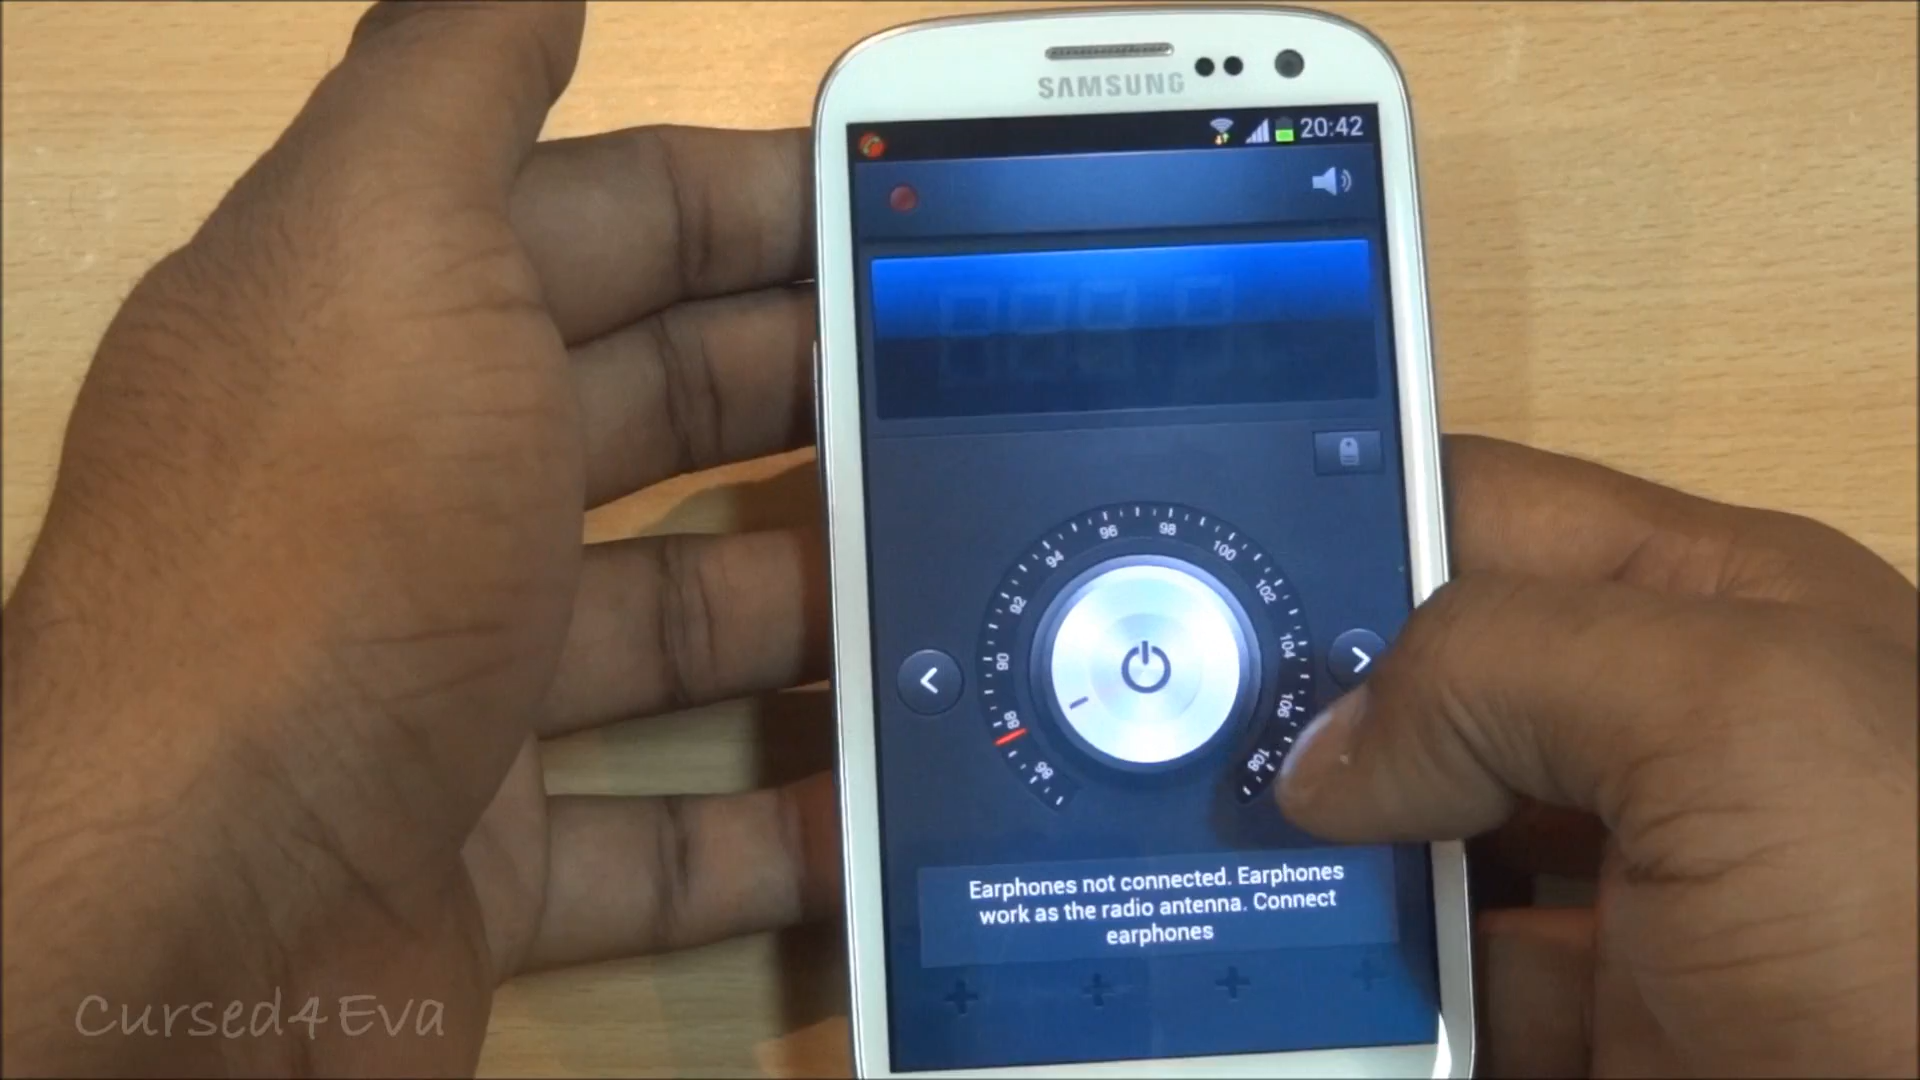 SAMSUNG
20:42
96
98
94
100
92
102
90
104
88
106
86
108
Earphones not connected. Earphones
work as the radio antenna. Connect
earphones
Cursed4Eva